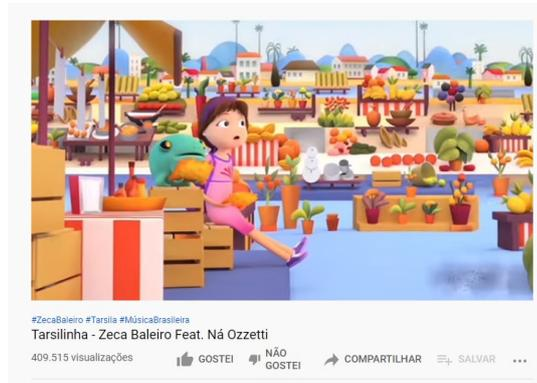 #ZecaBaleiro #Tarsila #MúsicaBrasileira
Tarsilinha - Zeca Baleiro Feat. Ná Ozzetti
409.515 visualizações
GOSTEI
NÃO
GOSTEI
COMPARTILHAR
SALVAR